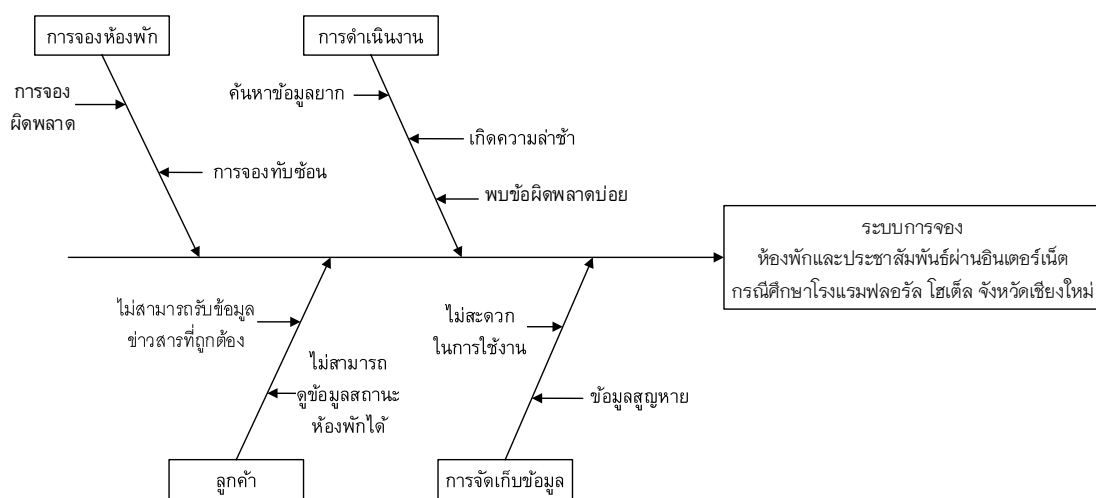 การจองห้องพัก
การดำเนินงาน
การจอง
ผิดพลาด
ค้นหาข้อมูลยาก
เกิดความล่าช้า
การจองทับซ้อน
พบข้อผิดพลาดบ่อย
ระบบการจอง
ห้องพักและประชาสัมพันธ์ผ่านอินเตอร์เน็ต
กรณีศึกษาโรงแรมฟลอรัล โฮเต็ล จังหวัดเชียงใหม่
ไม่สามารถรับข้อมูล
ข่าวสารที่ถูกต้อง
ไม่สามารถ
ดูข้อมูลสถานะ
ห้องพักได้
ไม่สะดวก
ในการใช้งาน
ข้อมูลสูญหาย
ลูกค้า
การจัดเก็บข้อมูล